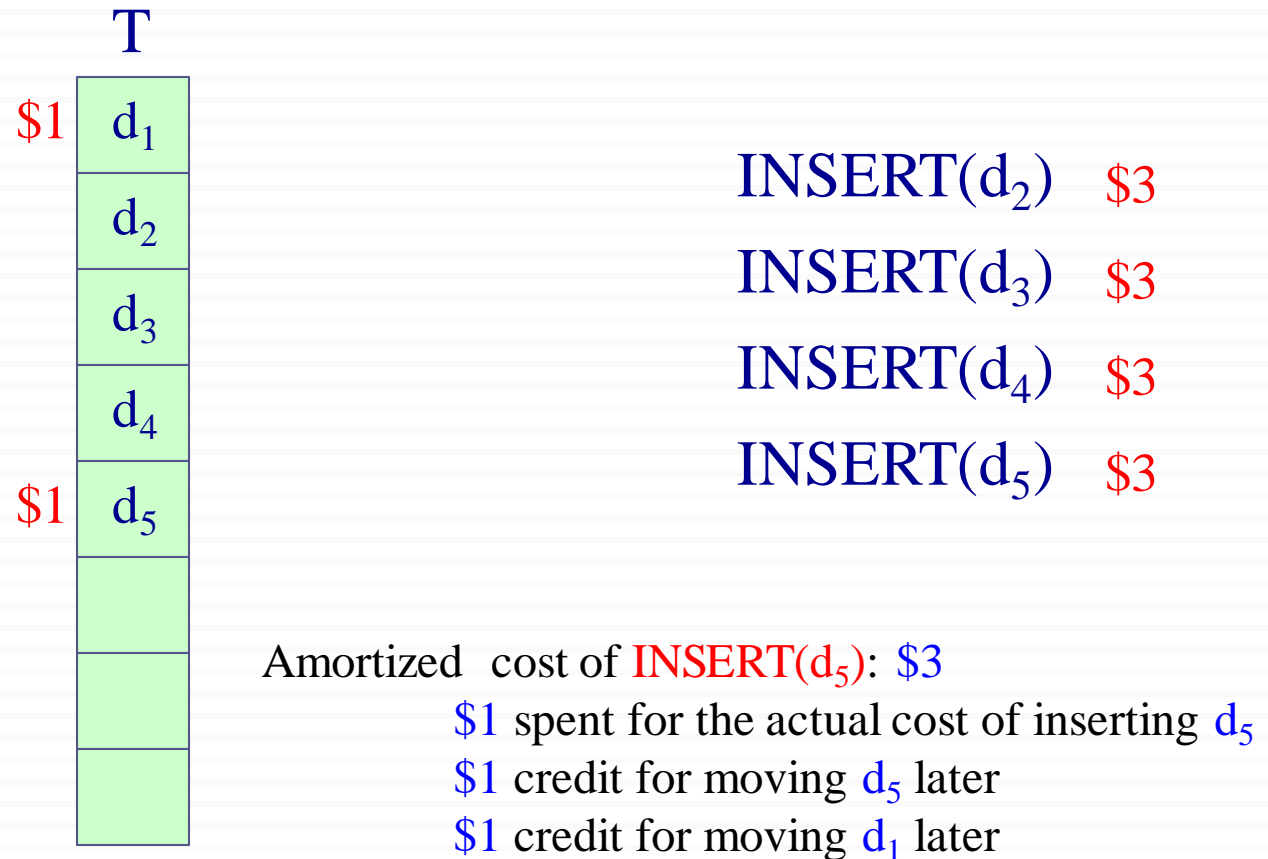 T
$1 d₁
d₂
d₃
d₄
$1 d₅
INSERT(d₂) $3
INSERT(d₃) $3
INSERT(d₄) $3
INSERT(d₅) $3
Amortized cost of INSERT(d₅): $3
$1 spent for the actual cost of inserting d₅
$1 credit for moving d₅ later
$1 credit for moving d₁ later